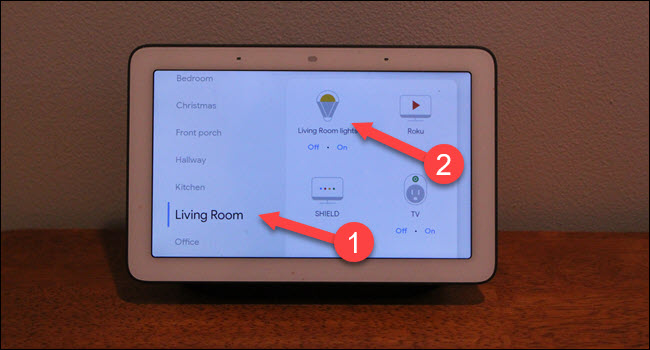 Bedroom
Christmas
Front porch
Hallway
Kitchen
Living Room
Office
Living Room lights
Off • On
Roku
SHIELD
TV
Off • On
1
2